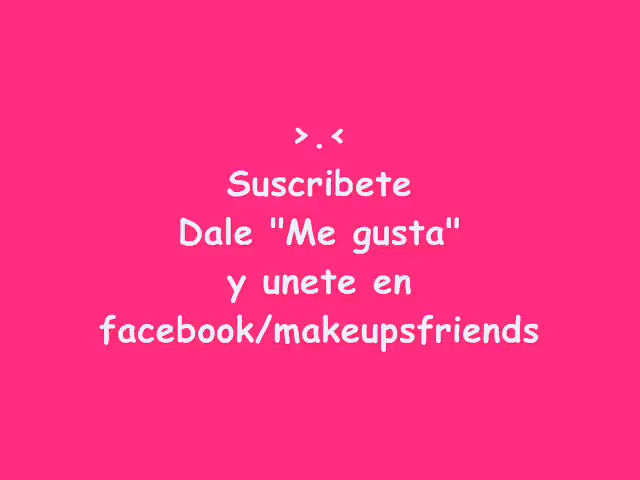 >.<
Suscribete
Dale "Me gusta"
y unete en
facebook/makeupsfriends